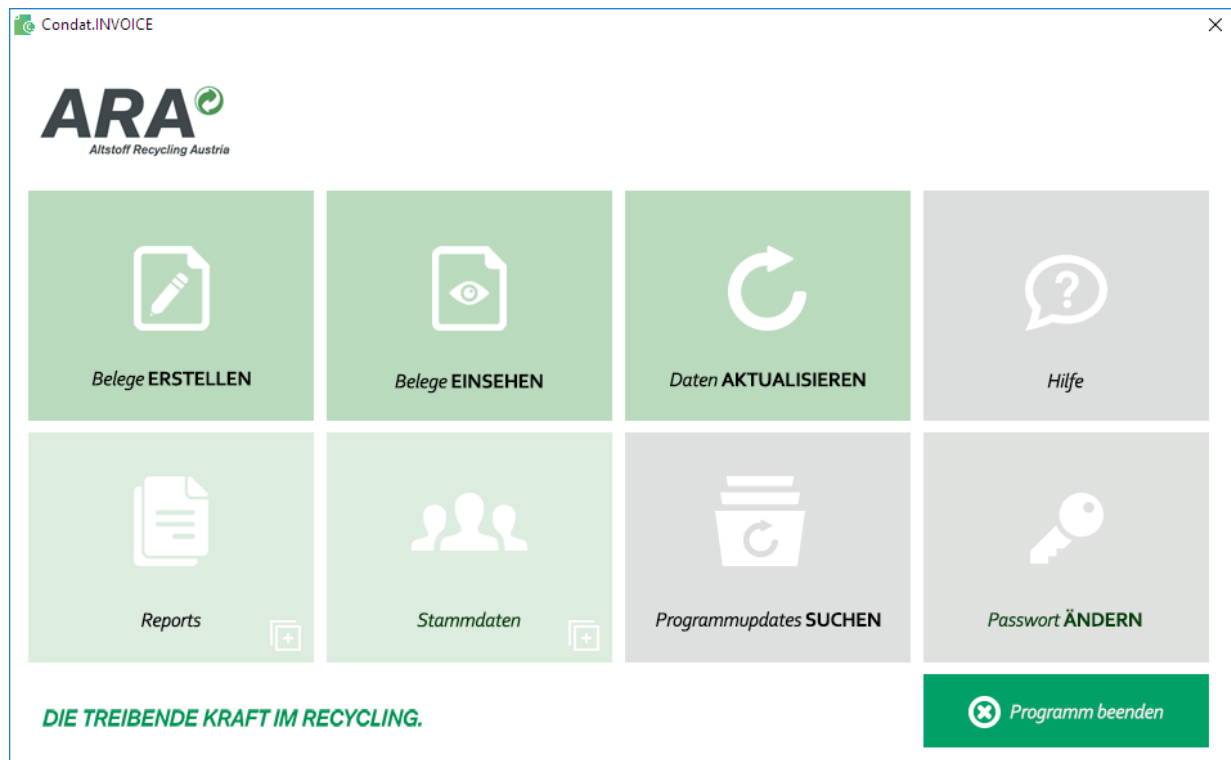 Condat.INVOICE
ARA
Altstoff Recycling Austria
Belege ERSTELLEN
Belege EINSEHEN
Daten AKTUALISIEREN
Hilfe
Reports
Stammdaten
Programmupdates SUCHEN
Passwort ÄNDERN
DIE TREIBENDE KRAFT IM RECYCLING.
Programm beenden